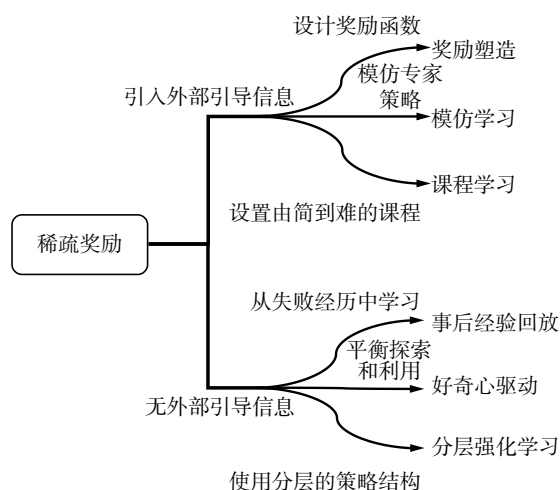 设计奖励函数
奖励塑造
模仿专家
策略
引入外部引导信息
模仿学习
课程学习
设置由简到难的课程
稀疏奖励
从失败经历中学习
事后经验回放
平衡探索
和利用
好奇心驱动
无外部引导信息
分层强化学习
使用分层的策略结构